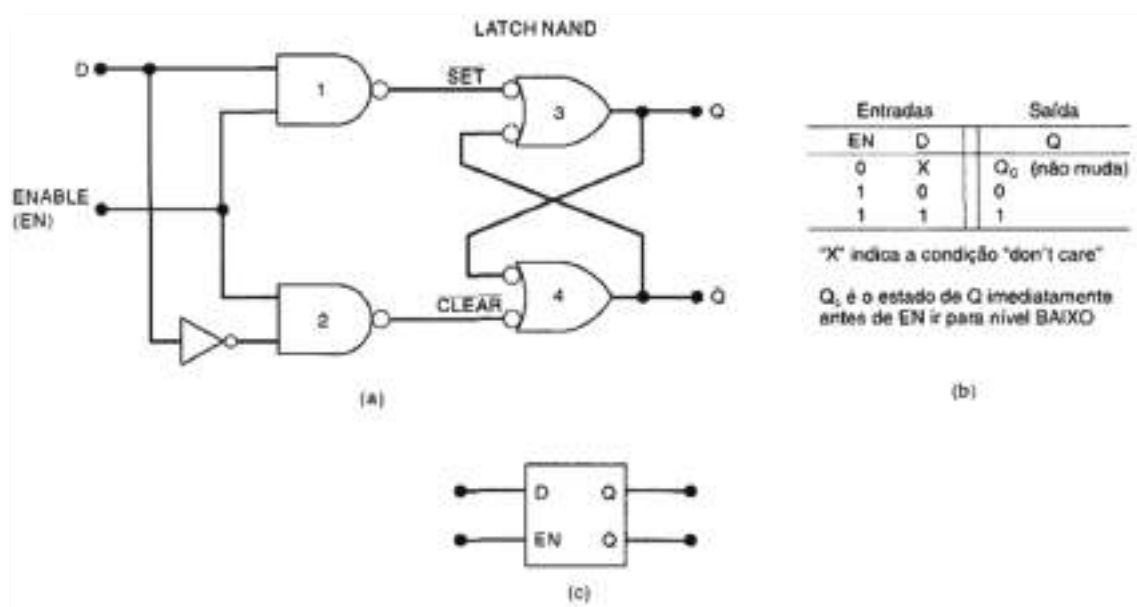 LATCH NAND
D
1
SET
3
Q
ENABLE
(EN)
2
CLEAR
4
Q̅
(a)
Entradas Saída
EN D Q
0 X Q₀ (não muda)
1 0 0
1 1 1
"X" indica a condição "don't care"
Q₀ é o estado de Q imediatamente
antes de EN ir para nível BAIXO
(b)
D Q
EN Q
(c)